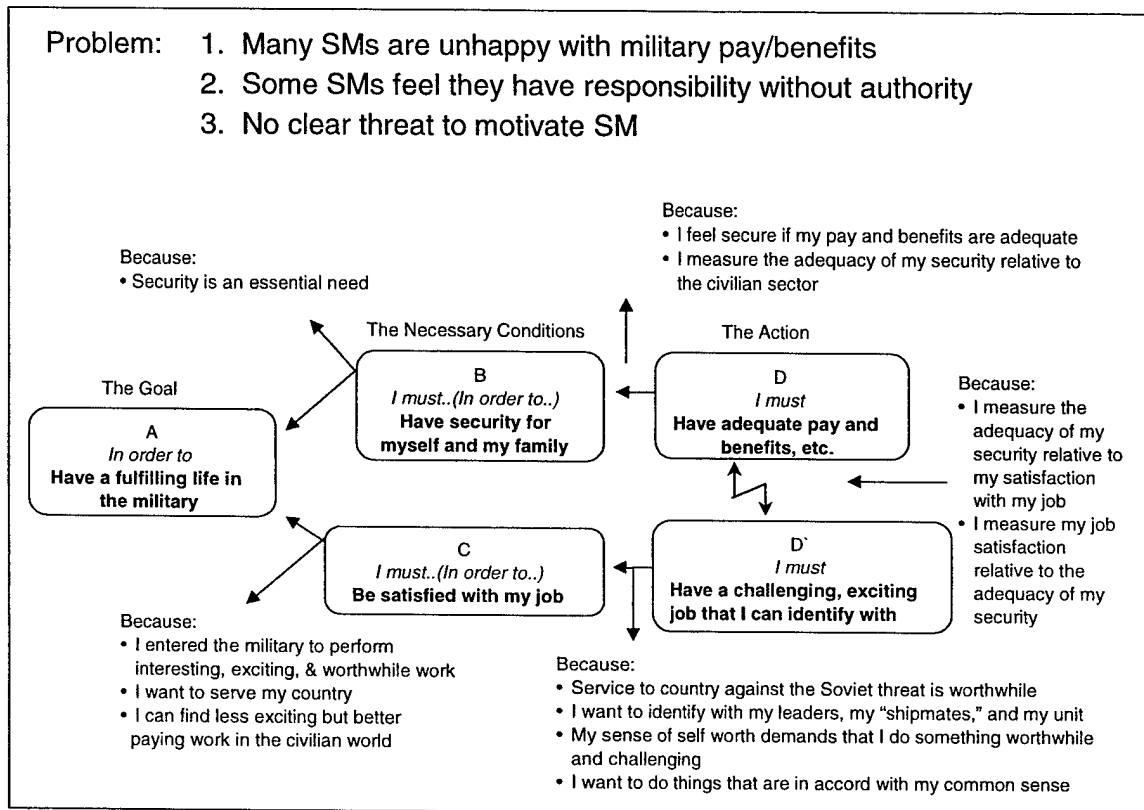 Problem: 1. Many SMs are unhappy with military pay/benefits
2. Some SMs feel they have responsibility without authority
3. No clear threat to motivate SM
Because:
• I feel secure if my pay and benefits are adequate
• I measure the adequacy of my security relative to
the civilian sector
Because:
• Security is an essential need
The Necessary Conditions
The Action
The Goal
B
I must..(In order to..)
Have security for
myself and my family
D
I must
Have adequate pay and
benefits, etc.
Because:
• I measure the
adequacy of my
security relative to
my satisfaction
with my job
• I measure my job
satisfaction
relative to the
adequacy of my
security
A
In order to
Have a fulfilling life in
the military
C
I must..(In order to..)
Be satisfied with my job
D`
I must
Have a challenging, exciting
job that I can identify with
Because:
• I entered the military to perform
interesting, exciting, & worthwhile work
• I want to serve my country
• I can find less exciting but better
paying work in the civilian world
Because:
• Service to country against the Soviet threat is worthwhile
• I want to identify with my leaders, my “shipmates,” and my unit
• My sense of self worth demands that I do something worthwhile
and challenging
• I want to do things that are in accord with my common sense